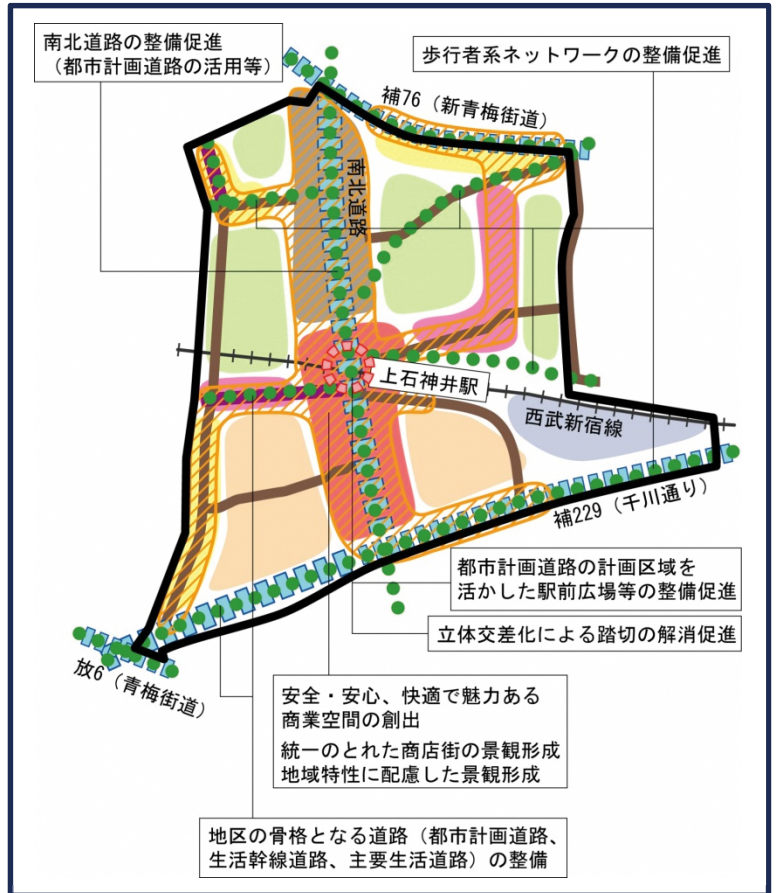 南北道路の整備促進
（都市計画道路の活用等）
歩行者系ネットワークの整備促進
補76（新青梅街道）
南北道路
上石神井駅
西武新宿線
補229（千川通り）
都市計画道路の計画区域を
活かした駅前広場等の整備促進
立体交差化による踏切の解消促進
放6（青梅街道）
安全・安心、快適で魅力ある
商業空間の創出
統一のとれた商店街の景観形成
地域特性に配慮した景観形成
地区の骨格となる道路（都市計画道路、
生活幹線道路、主要生活道路）の整備